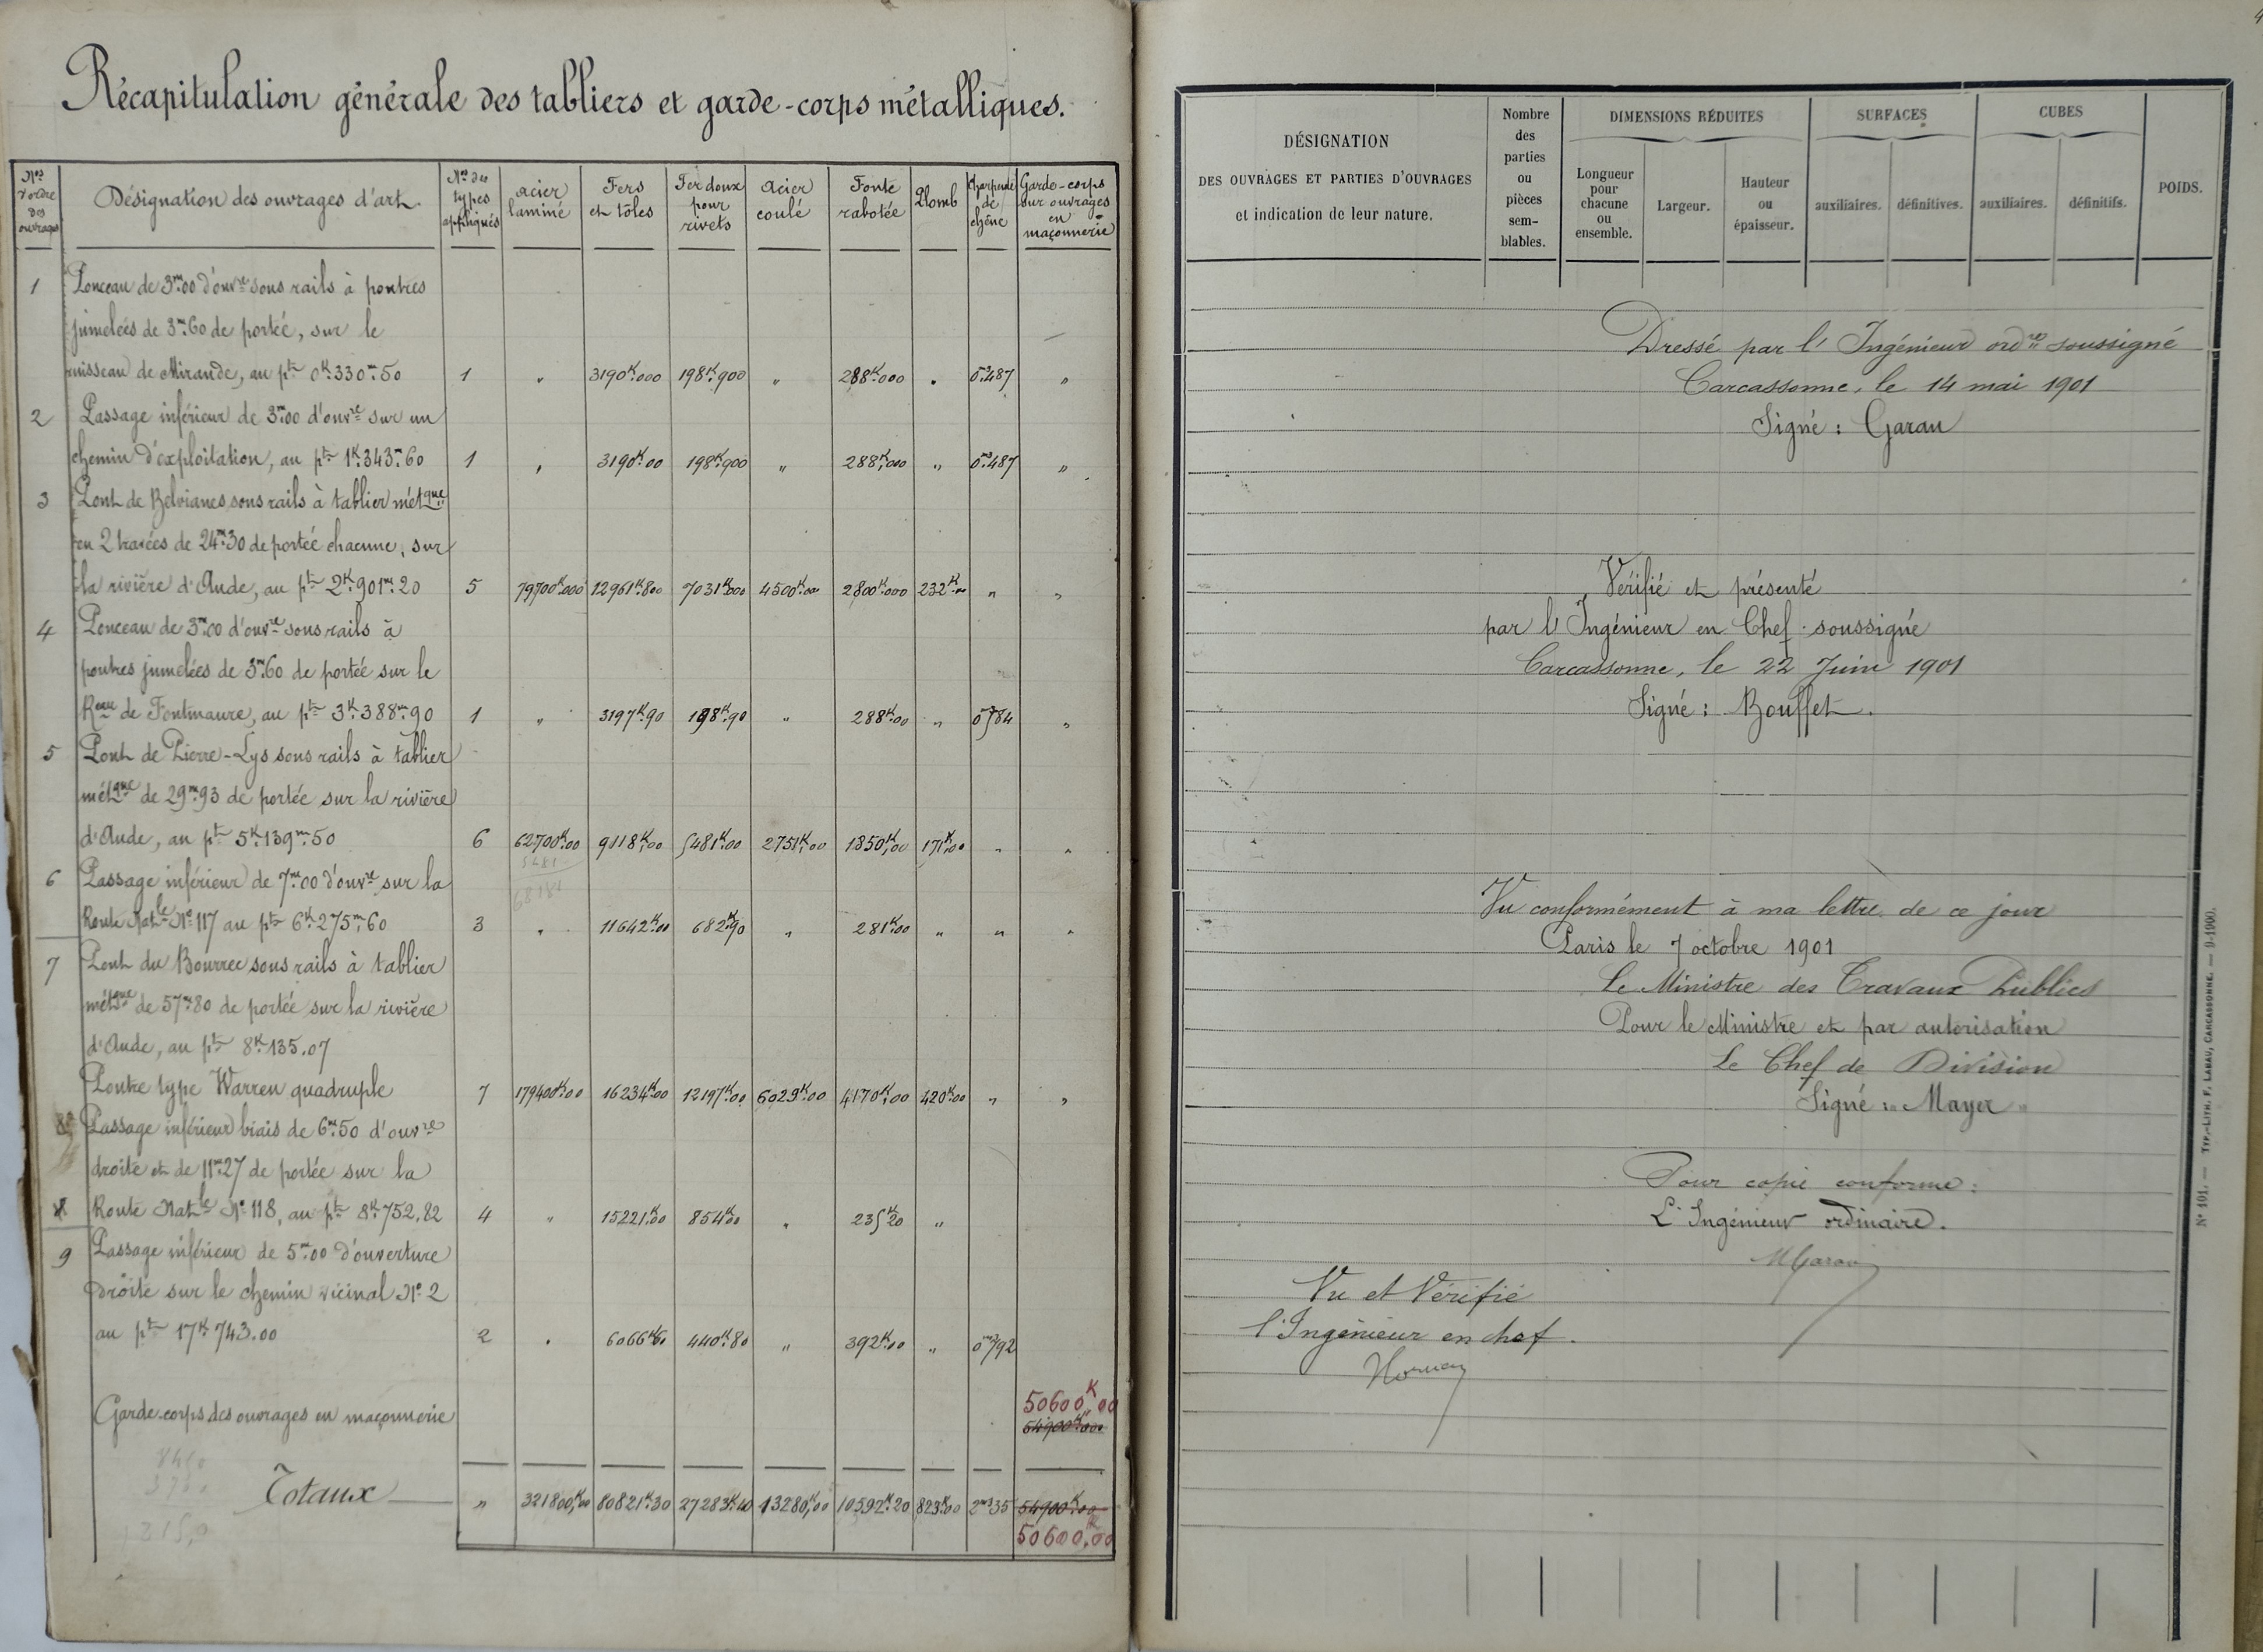 Récapitulation générale des tabliers et garde-corps métalliques.
Nos d'ordre des ouvrages
Désignation des ouvrages d'art.
Nos des types appliqués
acier laminé
Fers et tôles
Fer doux pour rivets
acier coulé
Fonte rabotée
Plomb
Charpente de chêne
Garde-corps sur ouvrages en maçonnerie
1 Ponceau de 3m.00 d'ouvre sous rails à poutres
jumelées de 3m.60 de portée, sur le
ruisseau de Mirande, au pt 0K.330m.50 1 " 3190K.000 198K.900 " 288K.000 " 0m3.487 "
2 Passage inférieur de 3m.00 d'ouvre sur un
chemin d'exploitation, au pt 1K.343m.60 1 " 3190K.00 198K.900 " 288K.000 " 0m3.487 "
3 Pont de Belvianes sous rails à tablier métque
en 2 travées de 24m.30 de portée chacune, sur
la rivière d'Aude, au pt 2K.901m.20 5 79700K.000 12961K.800 7031K.000 4500K.00 2800K.000 232K.00 " "
4 Ponceau de 3m.00 d'ouvre sous rails à
poutres jumelées de 3m.60 de portée sur le
Reau de Fontmaure, au pt 3K.388m.90 1 " 3197K.90 198K.90 " 288K.00 " 0m3.584 "
5 Pont de Pierre-Lys sous rails à tablier
métque de 29m.93 de portée sur la rivière
d'Aude, au pt 5K.139m.50 6 62700K.00 9118K.00 5481K.00 2751K.00 1850K.00 171K.00 " "
5481
68181
6 Passage inférieur de 7m.00 d'ouvre sur la
Route Natle No 117 au pt 6K.275m.60 3 " 11642K.00 682K.90 " 281K.00 " " "
7 Pont du Bourrec sous rails à tablier
métque de 57m.80 de portée sur la rivière
d'Aude, au pt 8K.135.07
Poutre type Warren quadruple 7 179400K.00 16234K.00 12197K.00 6029K.00 4170K.00 420K.00 " "
8 Passage inférieur biais de 6m.50 d'ouvre
droite et de 11m.27 de portée sur la
8 Route Natle No 118, au pt 8K.752,82 4 " 15221K.00 854K.00 " 235K.20 "
9 Passage inférieur de 5m.00 d'ouverture
Droite sur le chemin vicinal No 2
au pt 17K.743.00 2 " 6066K.60 440K.80 " 392K.00 " 0m3.792
50600K,00
Garde-corps des ouvrages en maçonnerie 54900K.00
Totaux " 321800,K00 80821K.30 27283K.40 13280,K00 10592K.20 823K.00 2m3.35 54900K.00
50600K,00
DÉSIGNATION
DES OUVRAGES ET PARTIES D'OUVRAGES
et indication de leur nature.
Nombre
des
parties
ou
pièces
sem-
blables.
DIMENSIONS RÉDUITES
Longueur
pour
chacune
ou
ensemble.
Largeur.
Hauteur
ou
épaisseur.
SURFACES
auxiliaires.
définitives.
CUBES
auxiliaires.
définitifs.
POIDS.
Dressé par l'Ingénieur ordre soussigné
Carcassonne, le 14 mai 1901
Signé : Garau
Vérifié et présenté
par l'Ingénieur en Chef soussigné
Carcassonne, le 22 Juin 1901
Signé : Bouffet.
Vu conformément à ma lettre de ce jour
Paris le 7 octobre 1901
Le Ministre des Travaux Publics
Pour le Ministre et par autorisation
Le Chef de Division
Signé : " Mayer "
Pour copie conforme :
L'Ingénieur ordinaire.
MGarau
Vu et Vérifié
l'Ingénieur en chef.
No 101. — TYP.-LITH. F. LABAU, CARCASSONNE. — 9-1900.